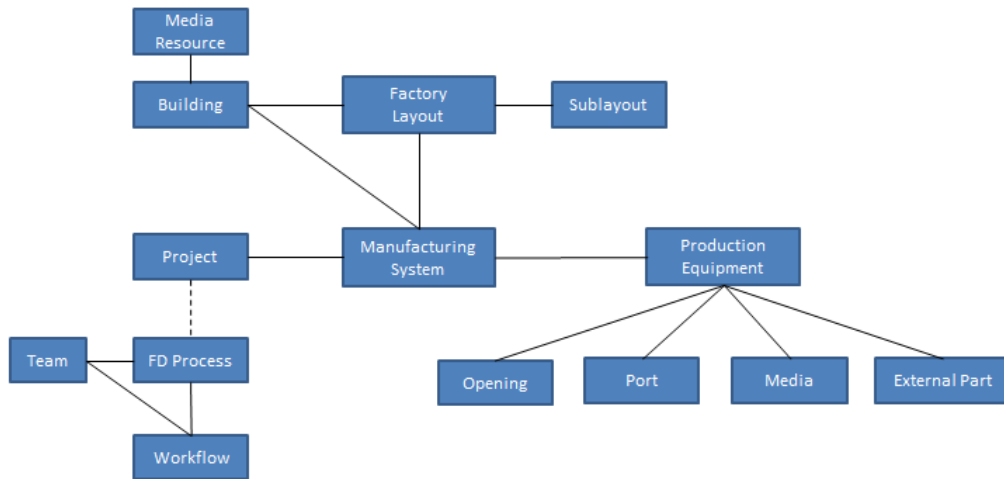 Media
Resource
Building
Factory
Layout
Sublayout
Project
Manufacturing
System
Production
Equipment
Team
FD Process
Opening
Port
Media
External Part
Workflow